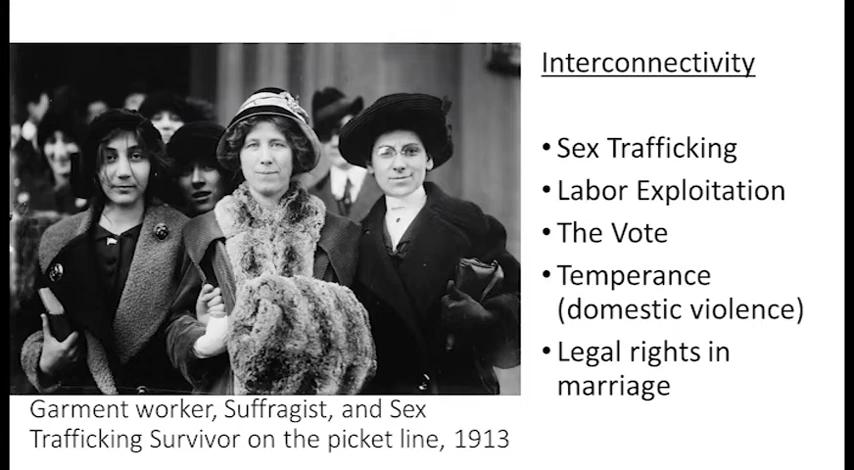 Interconnectivity
• Sex Trafficking
• Labor Exploitation
• The Vote
• Temperance
(domestic violence)
• Legal rights in
marriage
Garment worker, Suffragist, and Sex
Trafficking Survivor on the picket line, 1913